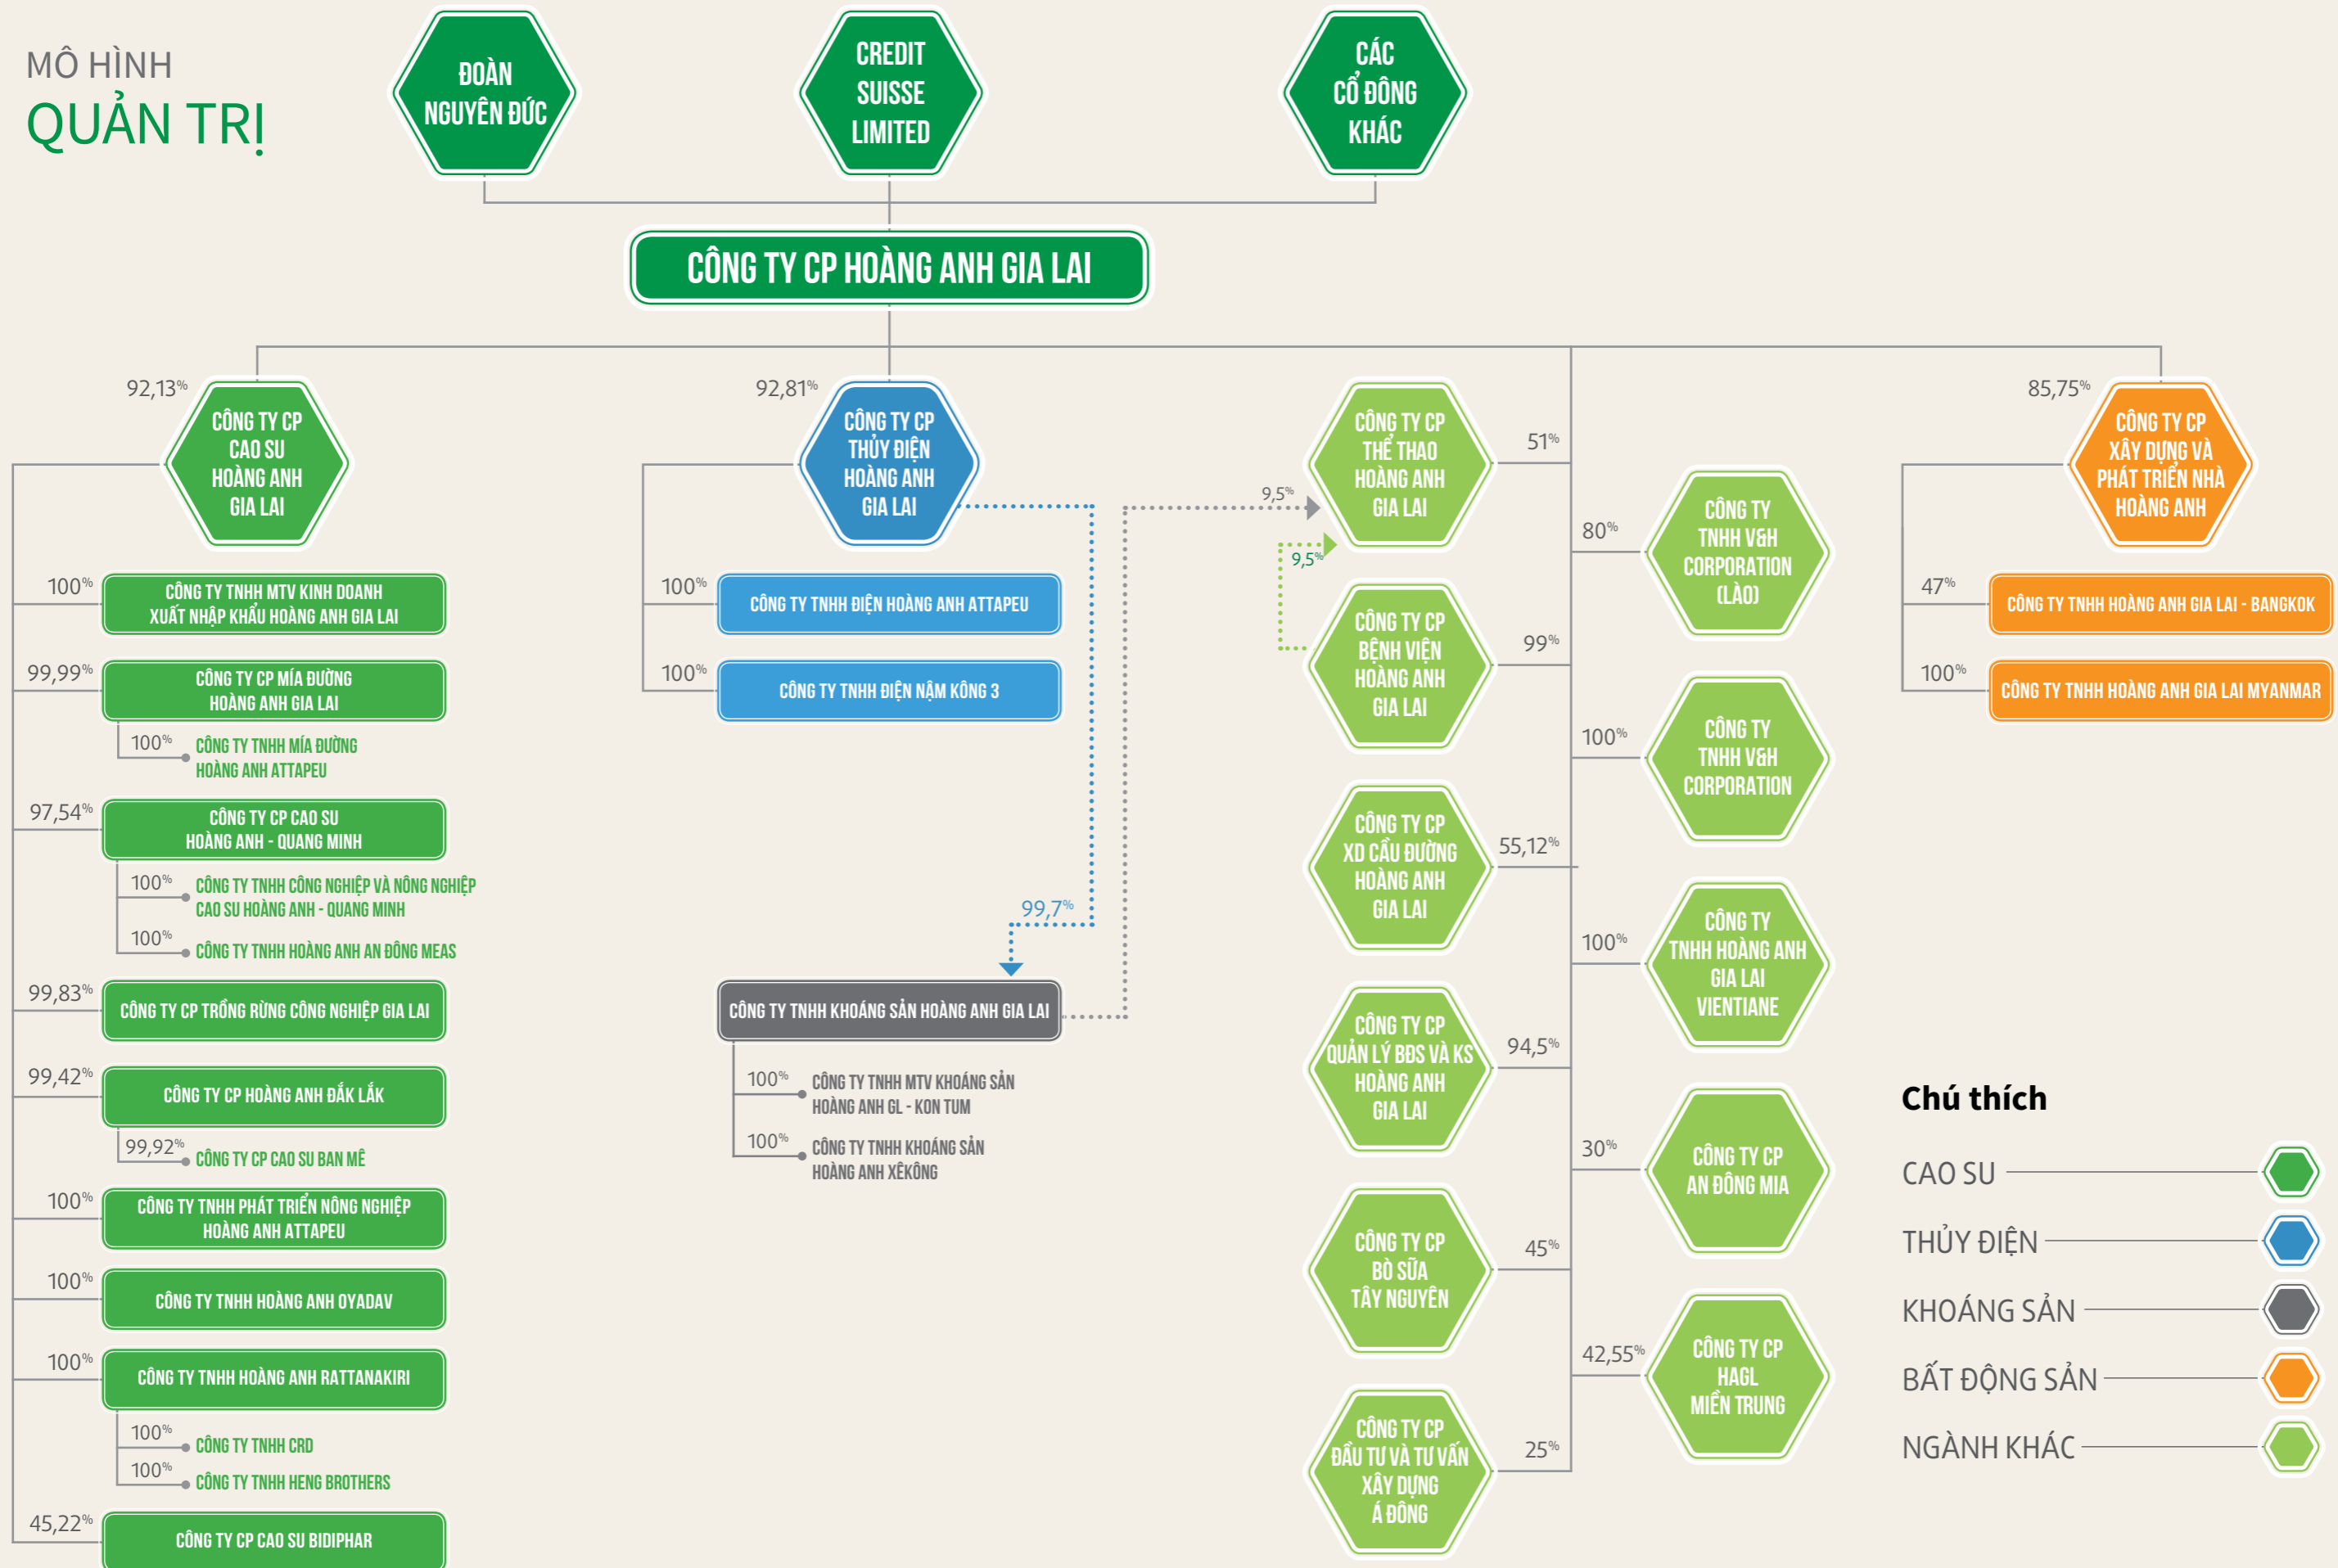 MÔ HÌNH
QUẢN TRỊ
ĐOÀN
NGUYÊN ĐỨC
CREDIT
SUISSE
LIMITED
CÁC
CỔ ĐÔNG
KHÁC
CÔNG TY CP HOÀNG ANH GIA LAI
92,13%
CÔNG TY CP
CAO SU
HOÀNG ANH
GIA LAI
100%
CÔNG TY TNHH MTV KINH DOANH
XUẤT NHẬP KHẨU HOÀNG ANH GIA LAI
99,99%
CÔNG TY CP MÍA ĐƯỜNG
HOÀNG ANH GIA LAI
100%
CÔNG TY TNHH MÍA ĐƯỜNG
HOÀNG ANH ATTAPEU
97,54%
CÔNG TY CP CAO SU
HOÀNG ANH - QUANG MINH
100%
CÔNG TY TNHH CÔNG NGHIỆP VÀ NÔNG NGHIỆP
CAO SU HOÀNG ANH - QUANG MINH
100%
CÔNG TY TNHH HOÀNG ANH AN ĐÔNG MEAS
99,83%
CÔNG TY CP TRỒNG RỪNG CÔNG NGHIỆP GIA LAI
99,42%
CÔNG TY CP HOÀNG ANH ĐẮK LẮK
99,92%
CÔNG TY CP CAO SU BAN MÊ
100%
CÔNG TY TNHH PHÁT TRIỂN NÔNG NGHIỆP
HOÀNG ANH ATTAPEU
100%
CÔNG TY TNHH HOÀNG ANH OYADAV
100%
CÔNG TY TNHH HOÀNG ANH RATTANAKIRI
100%
CÔNG TY TNHH CRD
100%
CÔNG TY TNHH HENG BROTHERS
45,22%
CÔNG TY CP CAO SU BIDIPHAR
92,81%
CÔNG TY CP
THỦY ĐIỆN
HOÀNG ANH
GIA LAI
100%
CÔNG TY TNHH ĐIỆN HOÀNG ANH ATTAPEU
100%
CÔNG TY TNHH ĐIỆN NẬM KÔNG 3
99,7%
CÔNG TY TNHH KHOÁNG SẢN HOÀNG ANH GIA LAI
100%
CÔNG TY TNHH MTV KHOÁNG SẢN
HOÀNG ANH GL - KON TUM
100%
CÔNG TY TNHH KHOÁNG SẢN
HOÀNG ANH XÊKÔNG
9,5%
9,5%
CÔNG TY CP
THỂ THAO
HOÀNG ANH
GIA LAI
51%
CÔNG TY CP
BỆNH VIỆN
HOÀNG ANH
GIA LAI
99%
CÔNG TY CP
XD CẦU ĐƯỜNG
HOÀNG ANH
GIA LAI
55,12%
CÔNG TY CP
QUẢN LÝ BĐS VÀ KS
HOÀNG ANH
GIA LAI
94,5%
CÔNG TY CP
BÒ SỮA
TÂY NGUYÊN
45%
CÔNG TY CP
ĐẦU TƯ VÀ TƯ VẤN
XÂY DỰNG
Á ĐÔNG
25%
80%
CÔNG TY
TNHH V&H
CORPORATION
(LÀO)
100%
CÔNG TY
TNHH V&H
CORPORATION
100%
CÔNG TY
TNHH HOÀNG ANH
GIA LAI
VIENTIANE
30%
CÔNG TY CP
AN ĐÔNG MIA
42,55%
CÔNG TY CP
HAGL
MIỀN TRUNG
85,75%
CÔNG TY CP
XÂY DỰNG VÀ
PHÁT TRIỂN NHÀ
HOÀNG ANH
47%
CÔNG TY TNHH HOÀNG ANH GIA LAI - BANGKOK
100%
CÔNG TY TNHH HOÀNG ANH GIA LAI MYANMAR
Chú thích
CAO SU
THỦY ĐIỆN
KHOÁNG SẢN
BẤT ĐỘNG SẢN
NGÀNH KHÁC